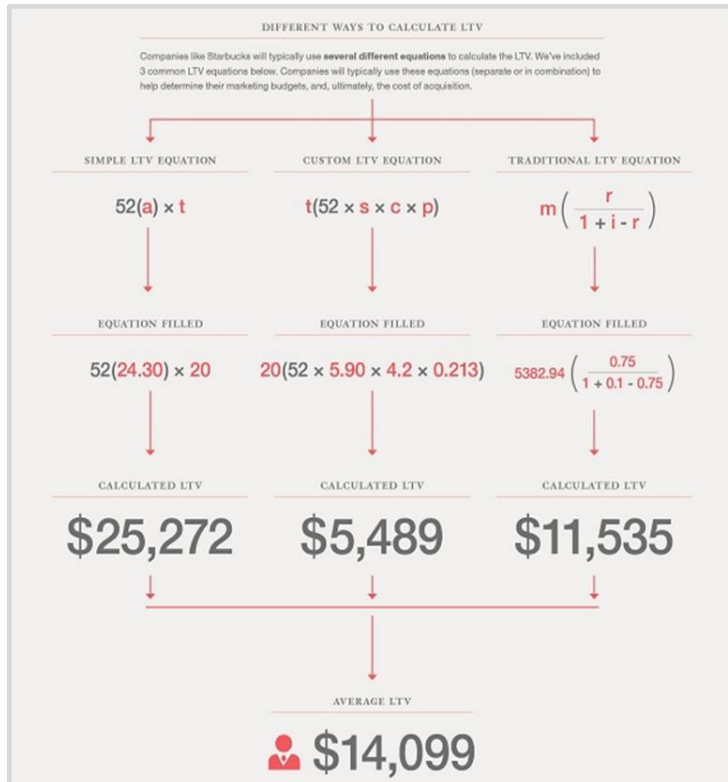 DIFFERENT WAYS TO CALCULATE LTV
Companies like Starbucks will typically use several different equations to calculate the LTV. We've included
3 common LTV equations below. Companies will typically use these equations (separate or in combination) to
help determine their marketing budgets, and, ultimately, the cost of acquisition.
SIMPLE LTV EQUATION
52(a) × t
EQUATION FILLED
52(24.30) × 20
CALCULATED LTV
$25,272
CUSTOM LTV EQUATION
t(52 × s × c × p)
EQUATION FILLED
20(52 × 5.90 × 4.2 × 0.213)
CALCULATED LTV
$5,489
TRADITIONAL LTV EQUATION
m ( r
1 + i - r )
EQUATION FILLED
5382.94 ( 0.75
1 + 0.1 - 0.75 )
CALCULATED LTV
$11,535
AVERAGE LTV
$14,099